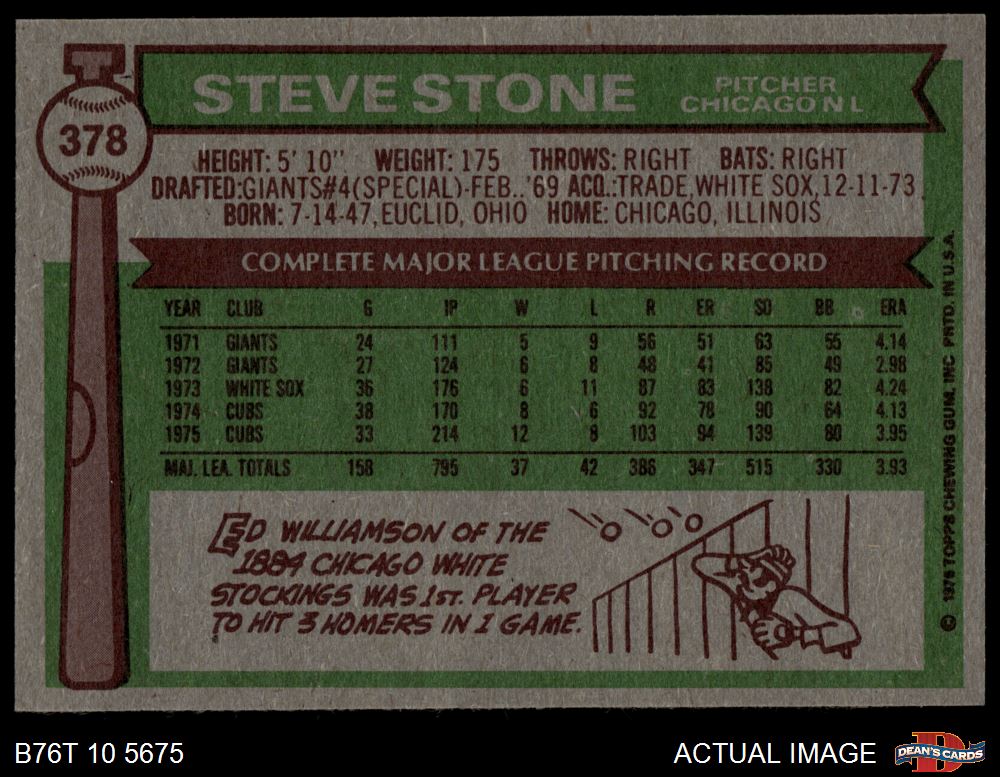 T
378
STEVE STONE
PITCHER
CHICAGO N L
HEIGHT: 5' 10" WEIGHT: 175 THROWS: RIGHT BATS: RIGHT
DRAFTED:GIANTS#4(SPECIAL)-FEB..'69 ACQ.:TRADE,WHITE SOX,12-11-73
BORN: 7-14-47, EUCLID, OHIO HOME: CHICAGO, ILLINOIS
COMPLETE MAJOR LEAGUE PITCHING RECORD
YEAR CLUB G IP W L R ER SO BB ERA
1971 GIANTS 24 111 5 9 56 51 63 55 4.14
1972 GIANTS 27 124 6 8 48 41 85 49 2.98
1973 WHITE SOX 36 176 6 11 87 83 138 82 4.24
1974 CUBS 38 170 8 6 92 78 90 64 4.13
1975 CUBS 33 214 12 8 103 94 139 80 3.95
MAJ. LEA. TOTALS 158 795 37 42 386 347 515 330 3.93
ED WILLIAMSON OF THE
1884 CHICAGO WHITE
STOCKINGS WAS 1ST. PLAYER
TO HIT 3 HOMERS IN 1 GAME.
© 1976 TOPPS CHEWING GUM, INC PRTD. IN U.S.A.
B76T 10 5675
ACTUAL IMAGE
D
DEAN'S CARDS